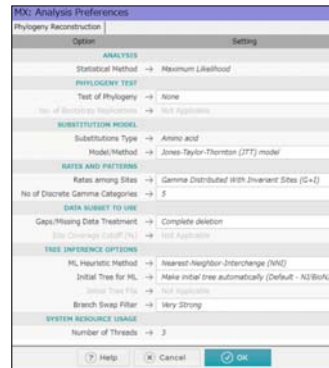 MX: Analysis Preferences
Phylogeny Reconstruction
Option Setting
ANALYSIS
Statistical Method → Maximum Likelihood
PHYLOGENY TEST
Test of Phylogeny → None
No. of Bootstrap Replications → Not Applicable
SUBSTITUTION MODEL
Substitutions Type → Amino acid
Model/Method → Jones-Taylor-Thornton (JTT) model
RATES AND PATTERNS
Rates among Sites → Gamma Distributed With Invariant Sites (G+I)
No of Discrete Gamma Categories → 5
DATA SUBSET TO USE
Gaps/Missing Data Treatment → Complete deletion
Site Coverage Cutoff (%) → Not Applicable
TREE INFERENCE OPTIONS
ML Heuristic Method → Nearest-Neighbor-Interchange (NNI)
Initial Tree for ML → Make initial tree automatically (Default - NJ/BioNJ
Initial Tree File → Not Applicable
Branch Swap Filter → Very Strong
SYSTEM RESOURCE USAGE
Number of Threads → 3
? Help Cancel OK